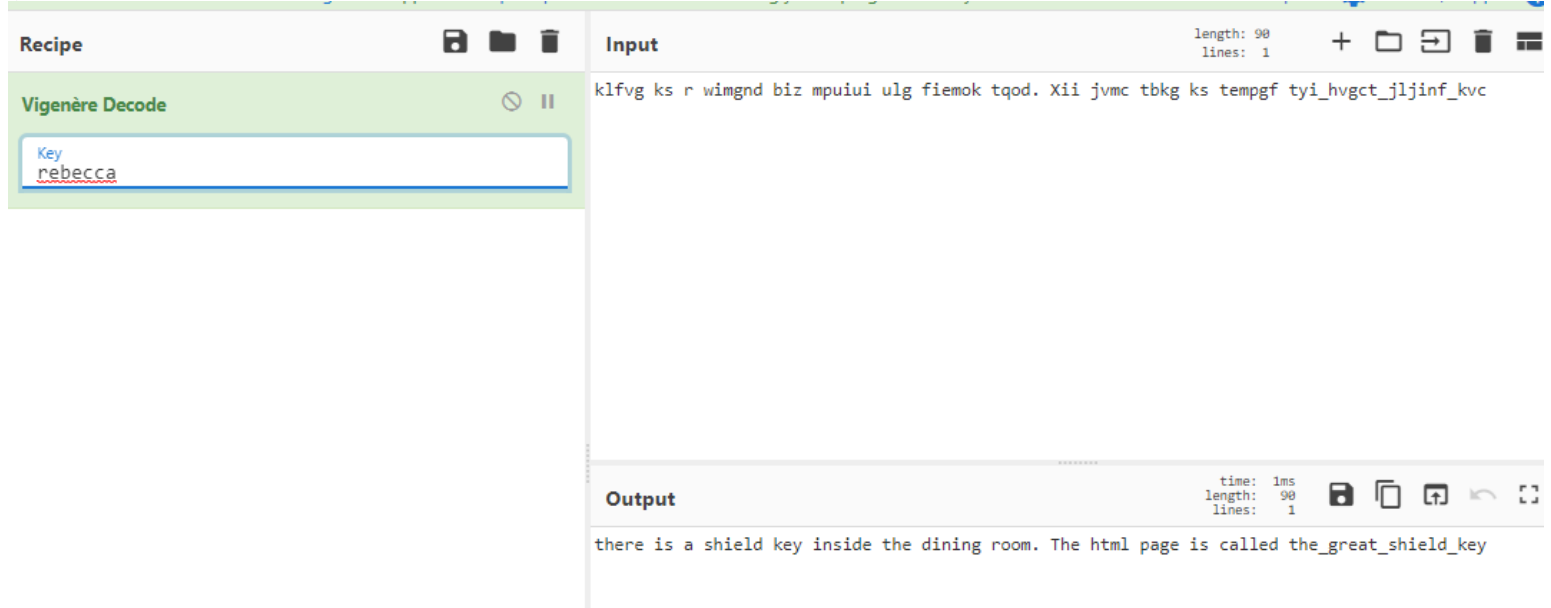 Recipe
Vigenère Decode
Key
rebecca
Input
length: 90
lines: 1
klfvg ks r wimgnd biz mpuiui ulg fiemok tqod. Xii jvmc tbkg ks tempgf tyi_hvgct_jljinf_kvc
Output
time: 1ms
length: 90
lines: 1
there is a shield key inside the dining room. The html page is called the_great_shield_key